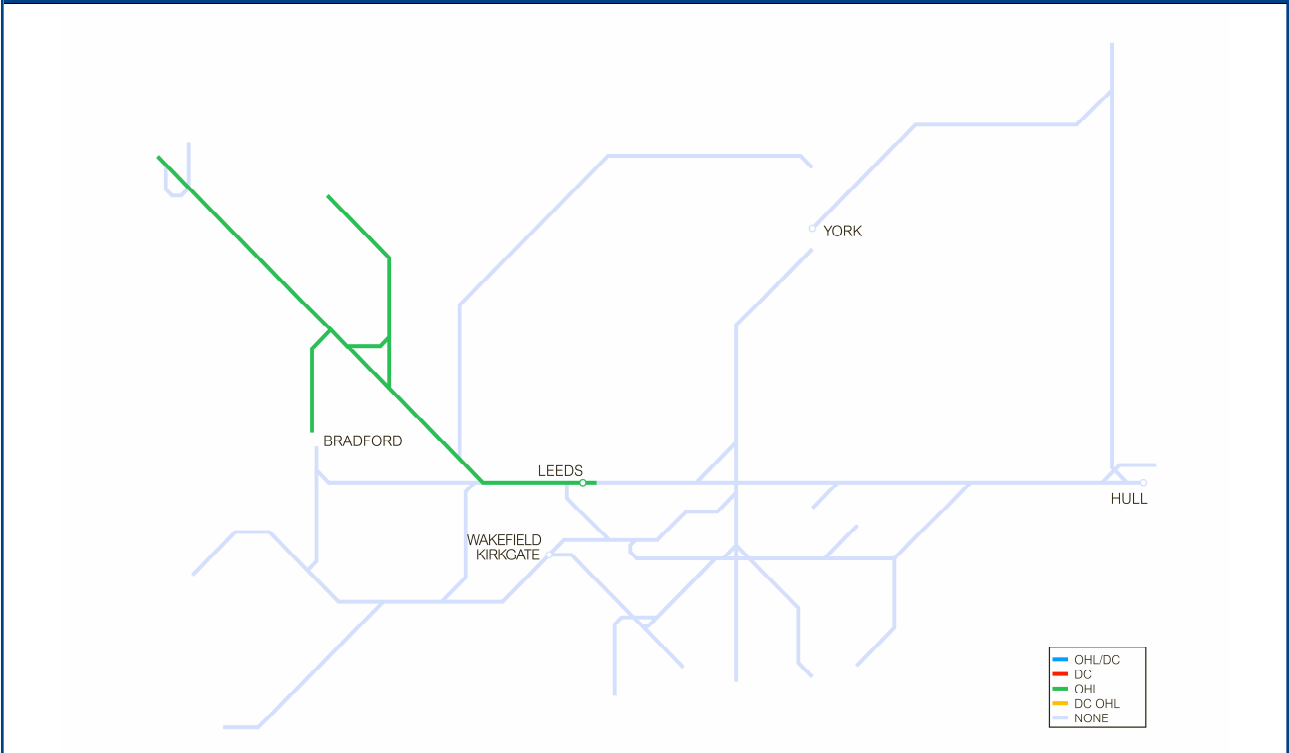 YORK
BRADFORD
LEEDS
HULL
WAKEFIELD
KIRKGATE
OHL/DC
DC
OHL
DC OHL
NONE